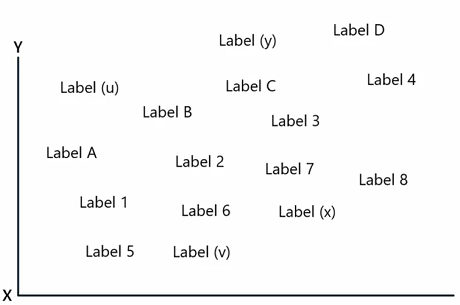 Label D
Label (y)
Y
Label 4
Label (u)
Label C
Label B
Label 3
Label A
Label 2
Label 7
Label 8
Label 1
Label 6
Label (x)
Label 5
Label (v)
X